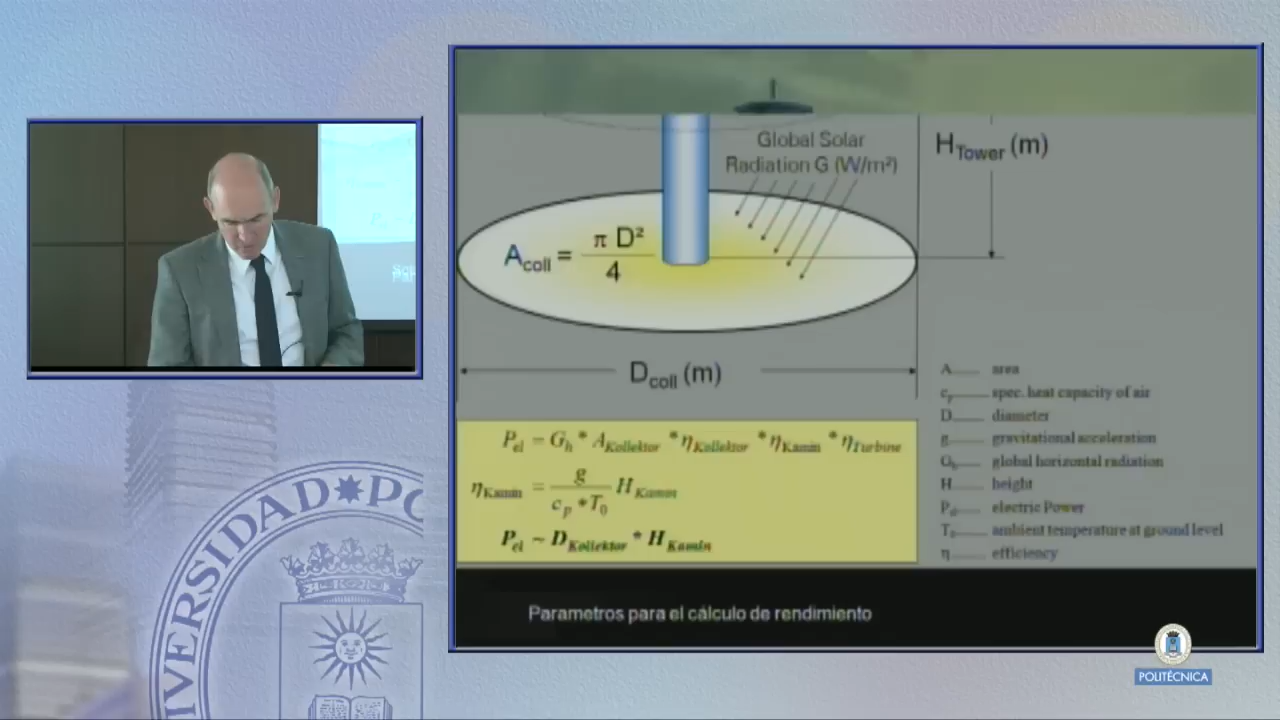 Global Solar
Radiation G (W/m²)
H_Tower (m)
A_coll = π D² / 4
D_coll (m)
P_el = G_h * A_Kollektor * η_Kollektor * η_Kamin * η_Turbine
η_Kamin = g / (c_p * T_0) H_Kamin
P_el ~ D_Kollektor * H_Kamin
A...... area
c_p...... spec. heat capacity of air
D...... diameter
g...... gravitational acceleration
G_h...... global horizontal radiation
H...... height
P_el...... electric Power
T_0...... ambient temperature at ground level
η...... efficiency
Parametros para el cálculo de rendimiento
POLITÉCNICA
VERSIDAD PO